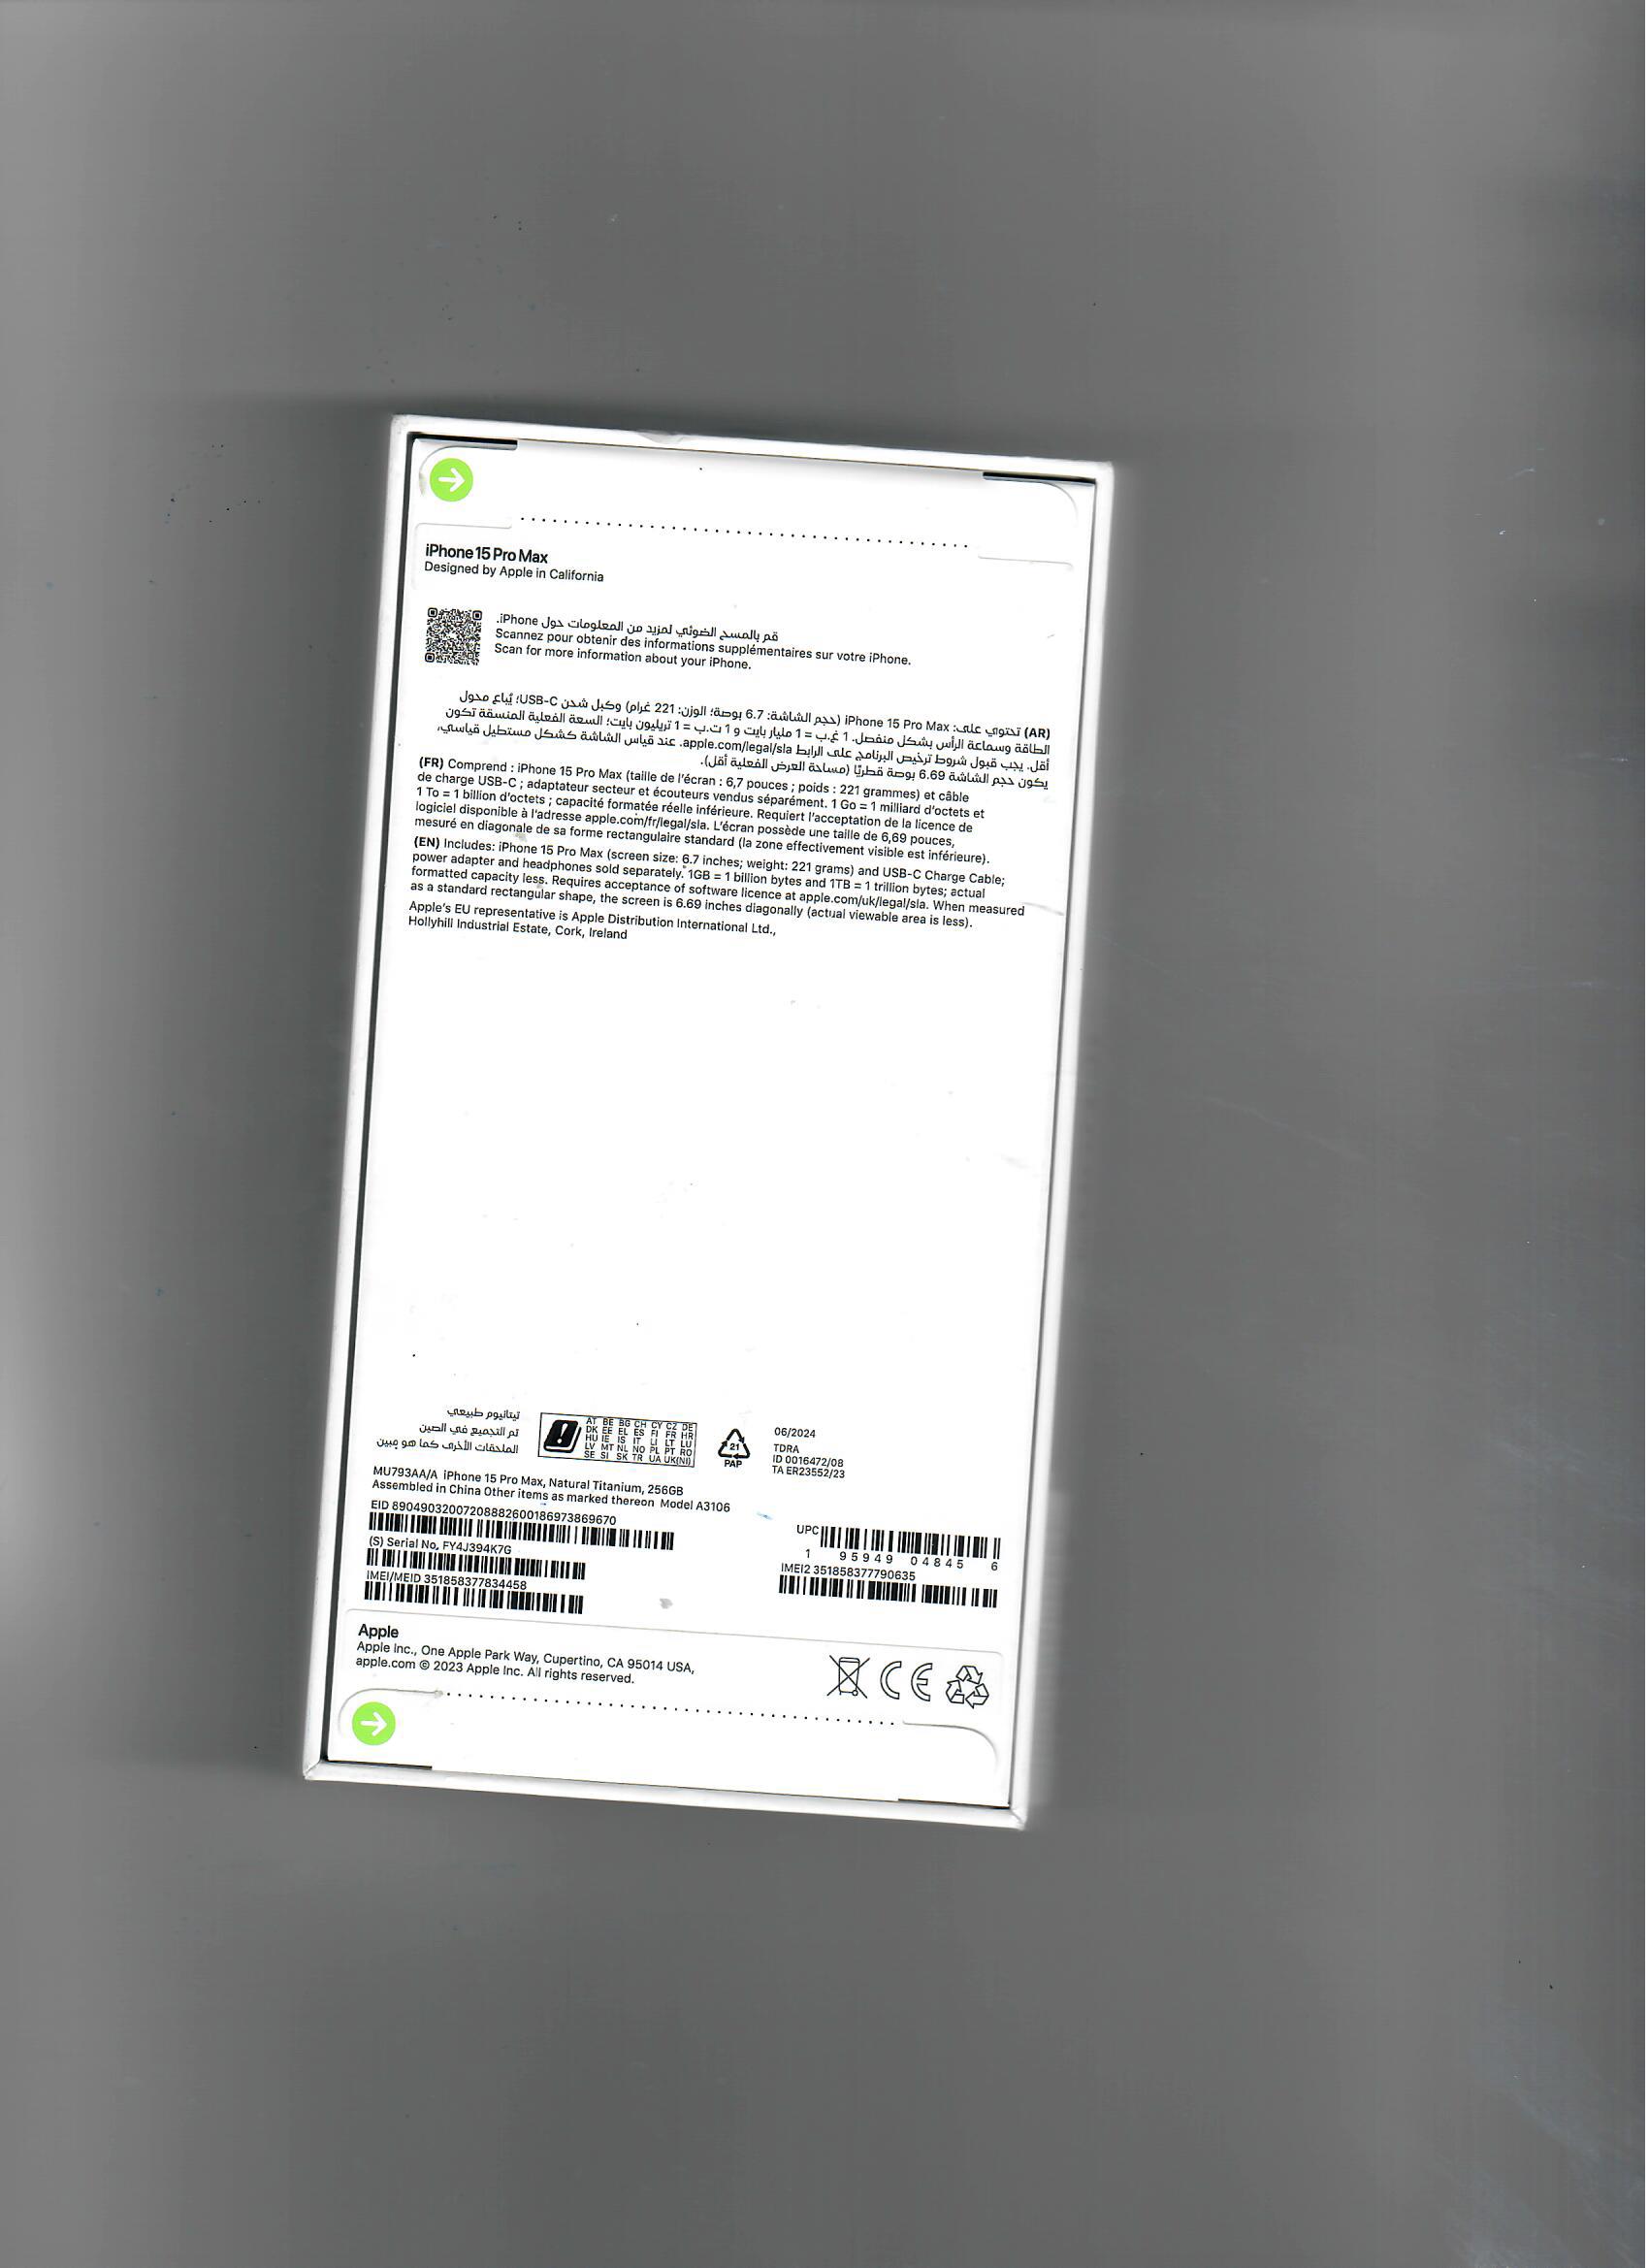 iPhone 15 Pro Max
Designed by Apple in California
قم بالمسح الضوئي لمزيد من المعلومات حول iPhone.
Scannez pour obtenir des informations supplémentaires sur votre iPhone.
Scan for more information about your iPhone.
(AR) تحتوي على: iPhone 15 Pro Max (حجم الشاشة: 6.7 بوصة؛ الوزن: 221 غرام) وكبل شحن USB-C؛ يُباع محول
الطاقة وسماعة الرأس بشكل منفصل. 1 غ.ب = 1 مليار بايت و 1 ت.ب = 1 تريليون بايت؛ السعة الفعلية المنسقة تكون
أقل. يجب قبول شروط ترخيص البرنامج على الرابط apple.com/legal/sla. عند قياس الشاشة كشكل مستطيل قياسي،
يكون حجم الشاشة 6.69 بوصة قطريًا (مساحة العرض الفعلية أقل).
(FR) Comprend : iPhone 15 Pro Max (taille de l'écran : 6,7 pouces ; poids : 221 grammes) et câble
de charge USB-C ; adaptateur secteur et écouteurs vendus séparément. 1 Go = 1 milliard d'octets et
1 To = 1 billion d'octets ; capacité formatée réelle inférieure. Requiert l'acceptation de la licence de
logiciel disponible à l'adresse apple.com/fr/legal/sla. L'écran possède une taille de 6,69 pouces,
mesuré en diagonale de sa forme rectangulaire standard (la zone effectivement visible est inférieure).
(EN) Includes: iPhone 15 Pro Max (screen size: 6.7 inches; weight: 221 grams) and USB-C Charge Cable;
power adapter and headphones sold separately. 1GB = 1 billion bytes and 1TB = 1 trillion bytes; actual
formatted capacity less. Requires acceptance of software licence at apple.com/uk/legal/sla. When measured
as a standard rectangular shape, the screen is 6.69 inches diagonally (actual viewable area is less).
Apple's EU representative is Apple Distribution International Ltd.,
Hollyhill Industrial Estate, Cork, Ireland
تيتانيوم طبيعي
تم التجميع في الصين
الملحقات الأخرى كما هو مبين
AT BE BG CH CY CZ DE
DK EE EL ES FI FR HR
HU IE IS IT LI LT LU
LV MT NL NO PL PT RO
SE SI SK TR UA UK(NI)
21
PAP
06/2024
TDRA
ID 0016472/08
TA ER23552/23
MU793AA/A iPhone 15 Pro Max, Natural Titanium, 256GB
Assembled in China Other items as marked thereon Model A3106
EID 89049032007208882600186973869670
(S) Serial No. FY4J394K7G
IMEI/MEID 351858377834458
UPC
1 95949 04845 6
IMEI2 351858377790635
Apple
Apple Inc., One Apple Park Way, Cupertino, CA 95014 USA,
apple.com © 2023 Apple Inc. All rights reserved.
CE